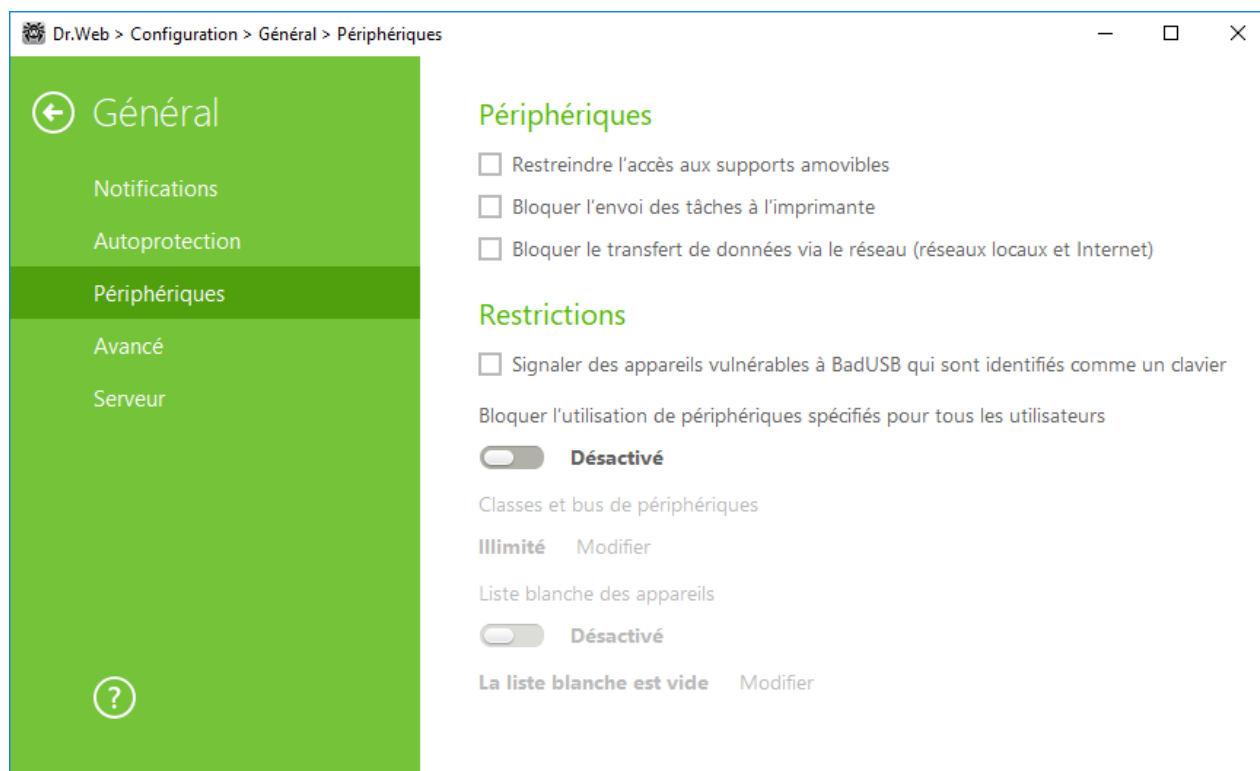 Dr.Web > Configuration > Général > Périphériques
Général
Notifications
Autoprotection
Périphériques
Avancé
Serveur
?
Périphériques
Restreindre l’accès aux supports amovibles
Bloquer l’envoi des tâches à l’imprimante
Bloquer le transfert de données via le réseau (réseaux locaux et Internet)
Restrictions
Signaler des appareils vulnérables à BadUSB qui sont identifiés comme un clavier
Bloquer l’utilisation de périphériques spécifiés pour tous les utilisateurs
Désactivé
Classes et bus de périphériques
Illimité Modifier
Liste blanche des appareils
Désactivé
La liste blanche est vide Modifier